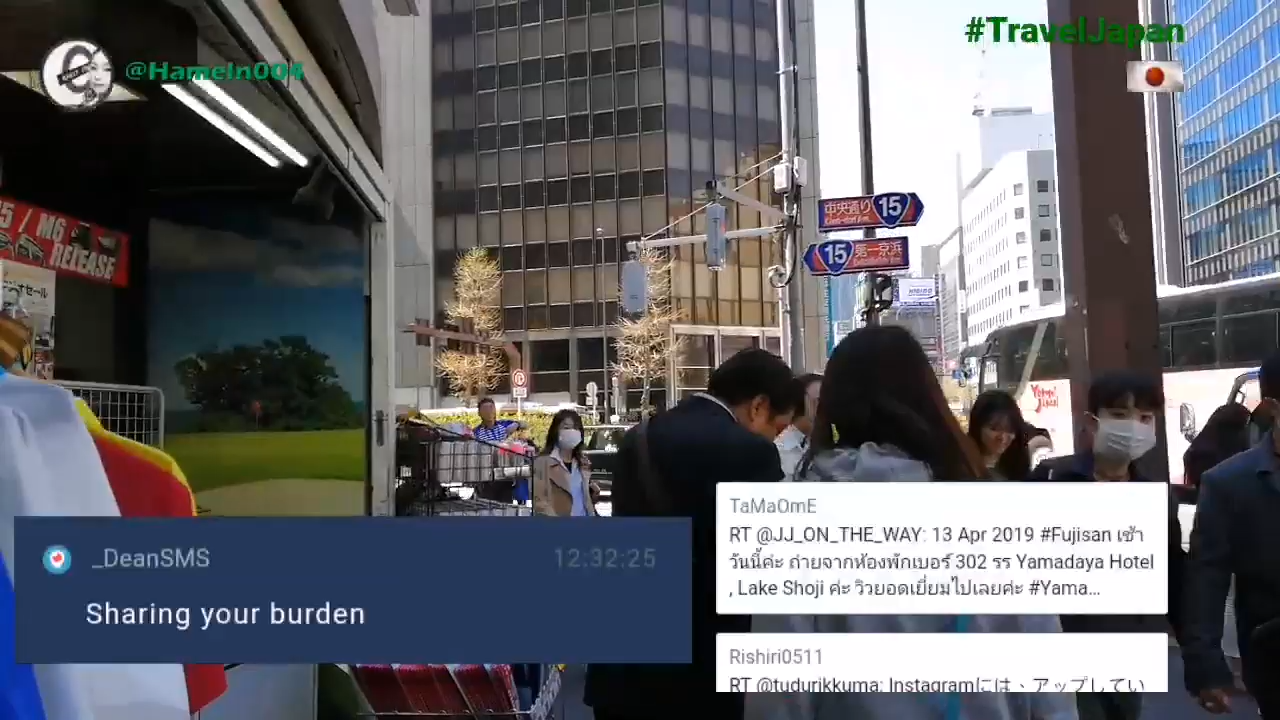 #TravelJapan
@HameIn004
中央通り
15
15
第一京浜
5 / M6
RELEASE
_DeanSMS
12:32:25
Sharing your burden
TaMaOmE
RT @JJ_ON_THE_WAY: 13 Apr 2019 #Fujisan เช้า
วันนี้ค่ะ ถ่ายจากห้องพักเบอร์ 302 รร Yamadaya Hotel
, Lake Shoji ค่ะ วิวยอดเยี่ยมไปเลยค่ะ #Yama...
Rishiri0511
RT @tudurikkuma: Instagramには、アップしてい